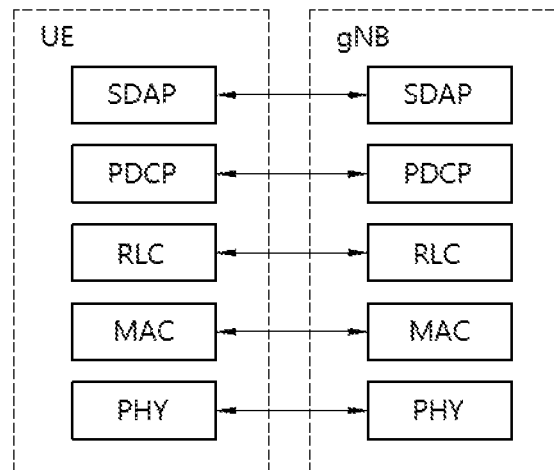 UE gNB
SDAP SDAP
PDCP PDCP
RLC RLC
MAC MAC
PHY PHY